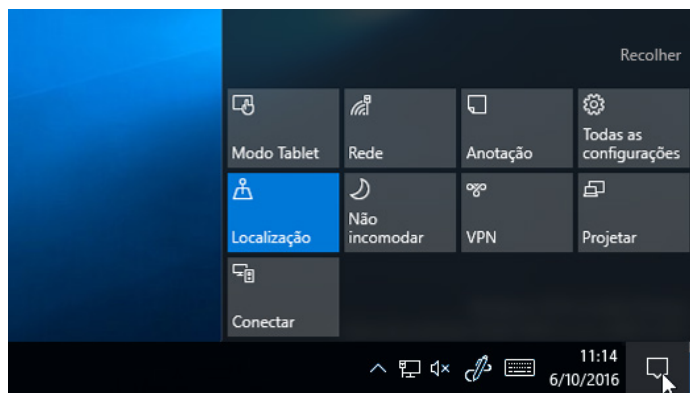 Recolher
Modo Tablet
Rede
Anotação
Todas as
configurações
Localização
Não
incomodar
VPN
Projetar
Conectar
11:14
6/10/2016